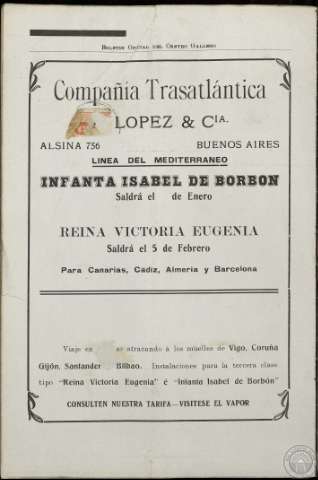 BOLETIN OFICIAL DEL CENTRO GALLEGO
Compañía Trasatlántica
LOPEZ & CIA.
ALSINA 756 BUENOS AIRES
LINEA DEL MEDITERRANEO
INFANTA ISABEL DE BORBON
Saldrá el de Enero
REINA VICTORIA EUGENIA
Saldrá el 5 de Febrero
Para Canarias, Cadiz, Almeria y Barcelona
Viaje en atracando á los muelles de Vigo, Coruña
Gijón, Santander Bilbao. Instalaciones para la tercera clase
tipo "Reina Victoria Eugenia" é "Infanta Isabel de Borbón"
CONSULTEN NUESTRA TARIFA—VISITESE EL VAPOR